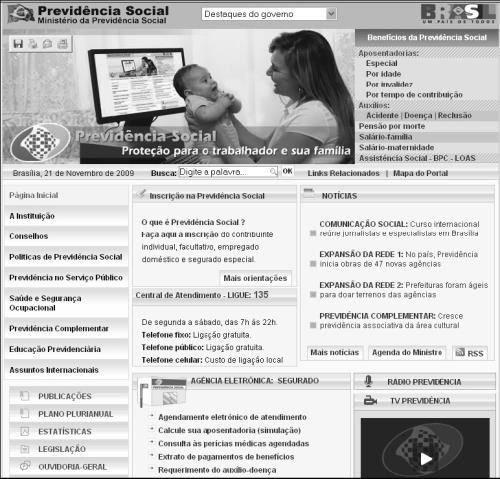 Previdência Social
Ministério da Previdência Social
Destaques do governo
BRASIL
UM PAÍS DE TODOS
Benefícios da Previdência Social
Aposentadorias:
Especial
Por idade
Por invalidez
Por tempo de contribuição
Auxílios:
Acidente | Doença | Reclusão
Pensão por morte
Salário-família
Salário-maternidade
Assistência Social - BPC - LOAS
Previdência Social
Proteção para o trabalhador e sua família
Brasília, 21 de Novembro de 2009
Busca: Digite a palavra... OK
Links Relacionados | Mapa do Portal
Página Inicial
A Instituição
Conselhos
Políticas de Previdência Social
Previdência no Serviço Público
Saúde e Segurança
Ocupacional
Previdência Complementar
Educação Previdenciária
Assuntos Internacionais
PUBLICAÇÕES
PLANO PLURIANUAL
ESTATÍSTICAS
LEGISLAÇÃO
OUVIDORIA-GERAL
Inscrição na Previdência Social
O que é Previdência Social ?
Faça aqui a inscrição do contribuinte
individual, facultativo, empregado
doméstico e segurado especial.
Mais orientações
Central de Atendimento - LIGUE: 135
De segunda a sábado, das 7h às 22h.
Telefone fixo: Ligação gratuita.
Telefone público: Ligação gratuita.
Telefone celular: Custo de ligação local
AGÊNCIA ELETRÔNICA: SEGURADO
Agendamento eletrônico de atendimento
Calcule sua aposentadoria (simulação)
Consulta às perícias médicas agendadas
Extrato de pagamentos de benefícios
Requerimento do auxílio-doença
NOTÍCIAS
COMUNICAÇÃO SOCIAL: Curso internacional
reúne jornalistas e especialistas em Brasília
EXPANSÃO DA REDE 1: No país, Previdência
inicia obras de 47 novas agências
EXPANSÃO DA REDE 2: Prefeituras foram ágeis
para doar terrenos das agências
PREVIDÊNCIA COMPLEMENTAR: Cresce
previdência associativa da área cultural
Mais notícias
Agenda do Ministro
RSS
RÁDIO PREVIDÊNCIA
TV PREVIDÊNCIA